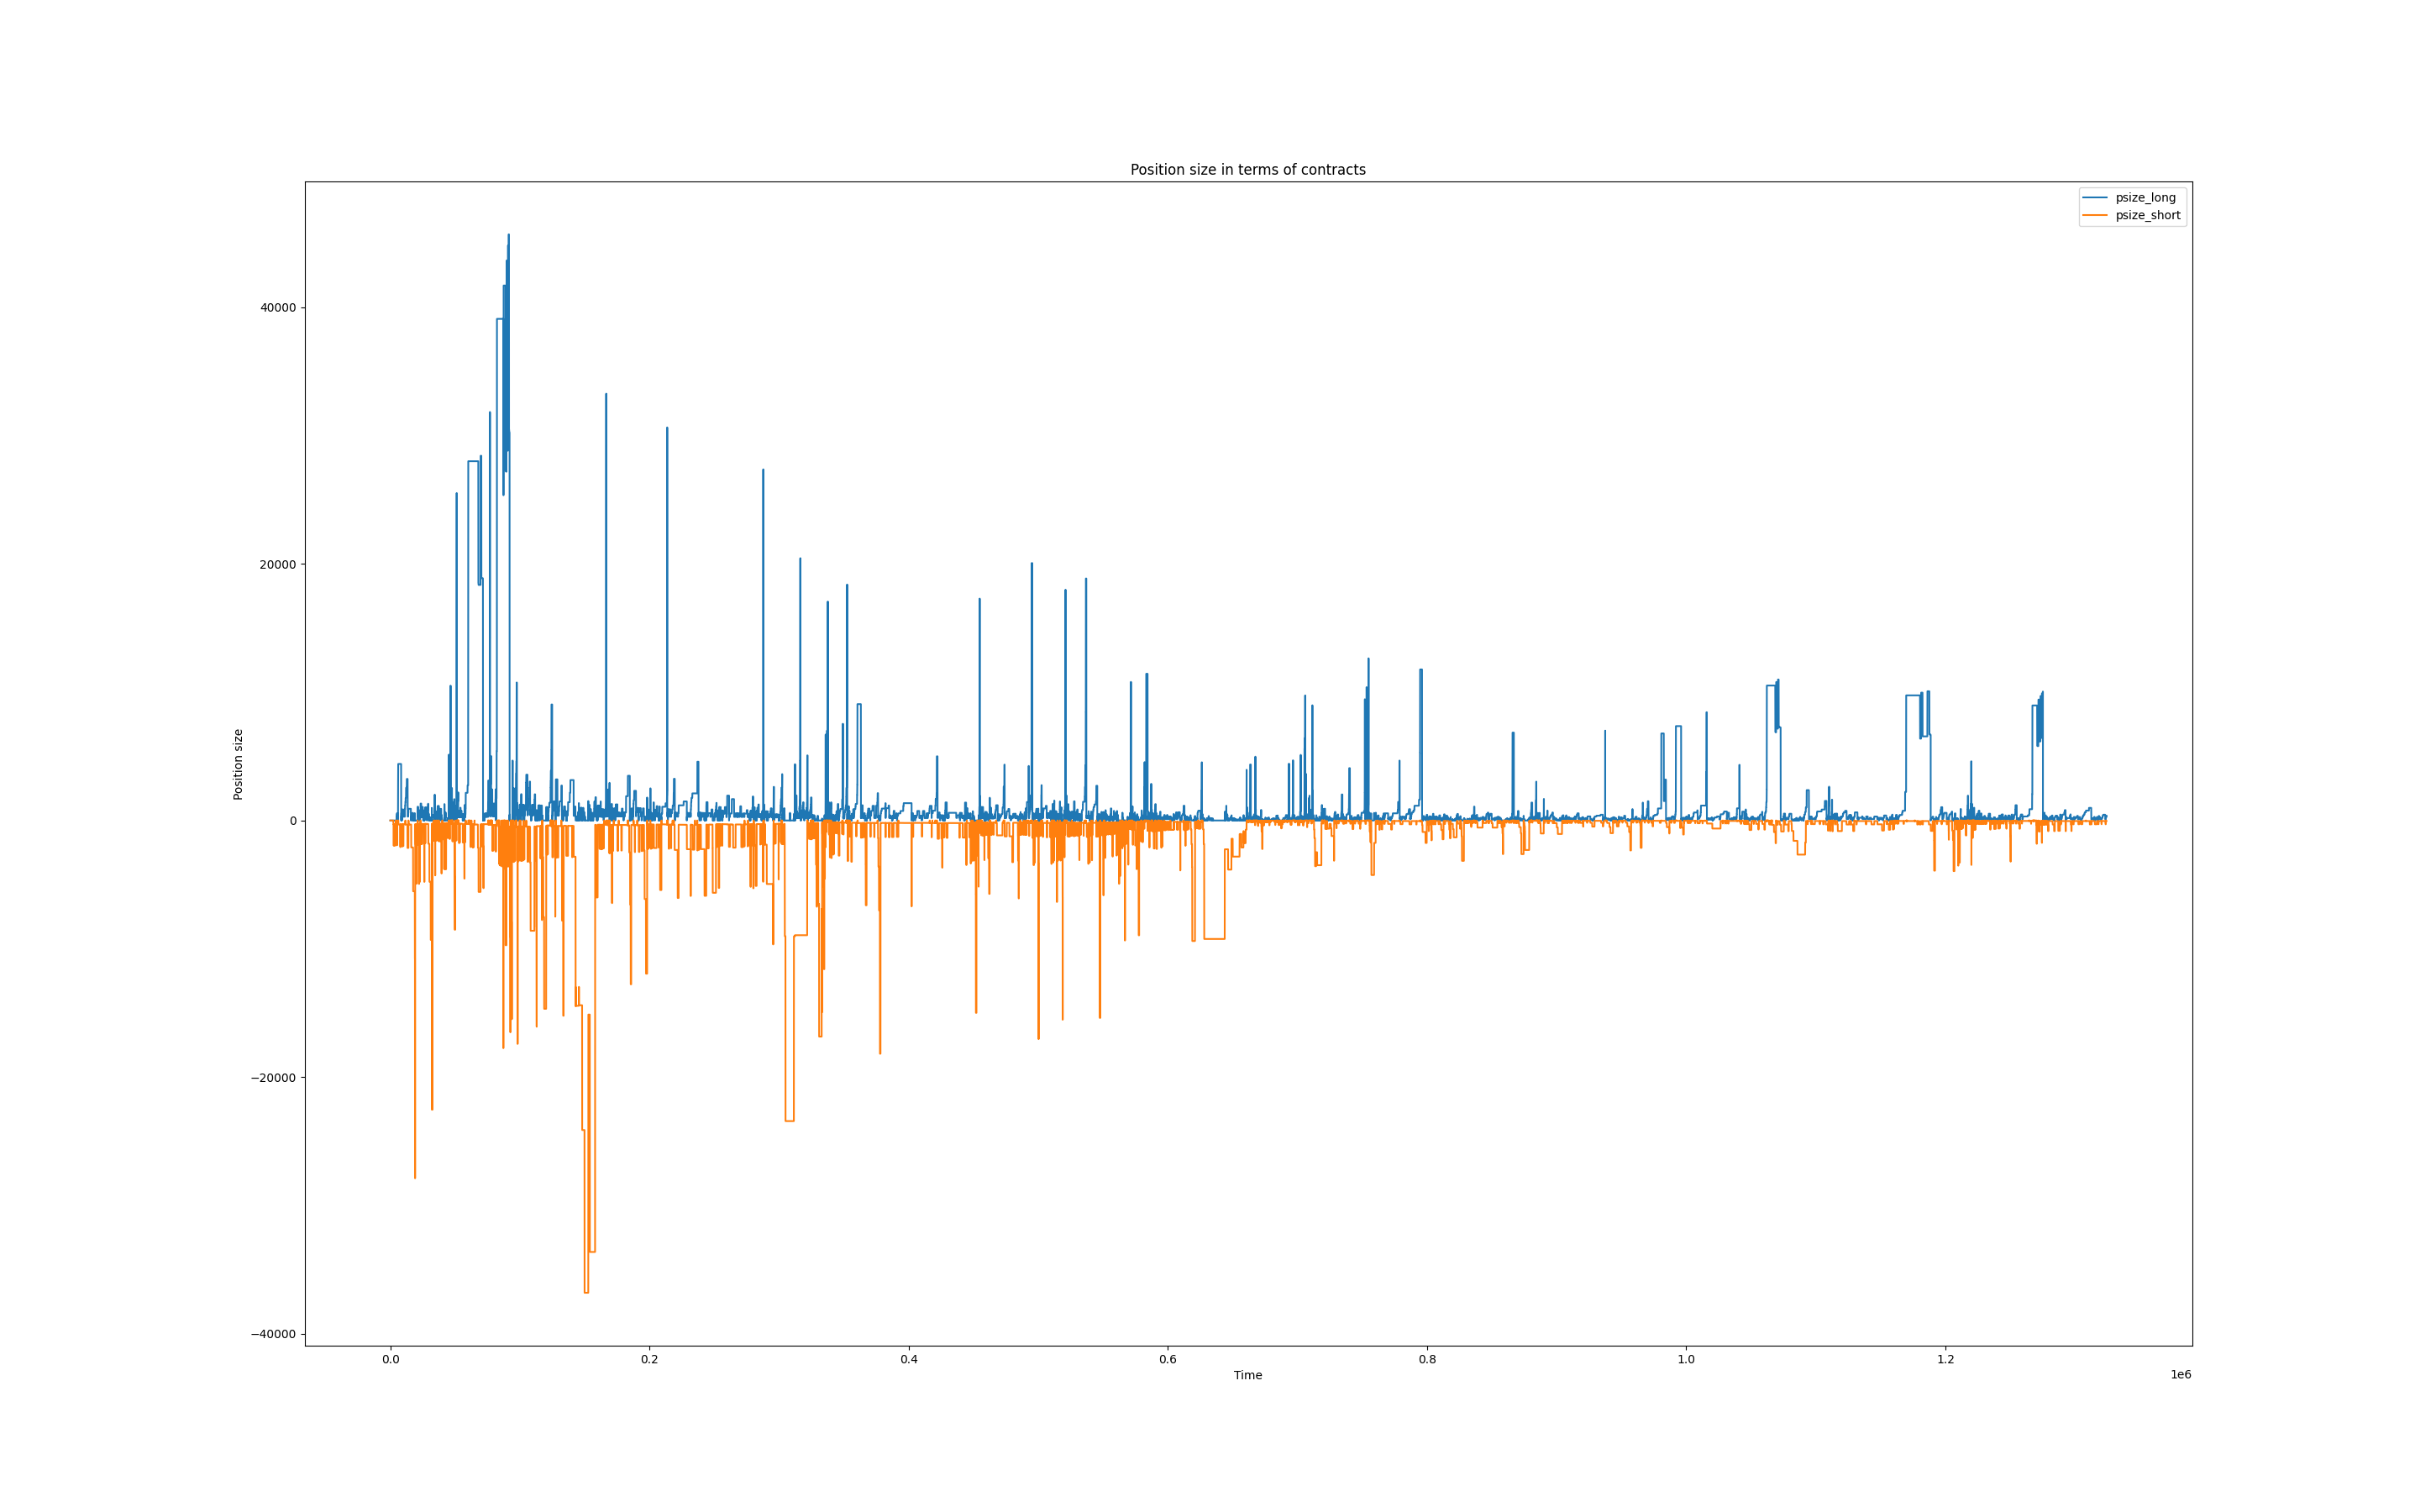 Position size in terms of contracts
psize_long
psize_short
Position size
40000
20000
0
−20000
−40000
0.0
0.2
0.4
0.6
0.8
1.0
1.2
Time
1e6